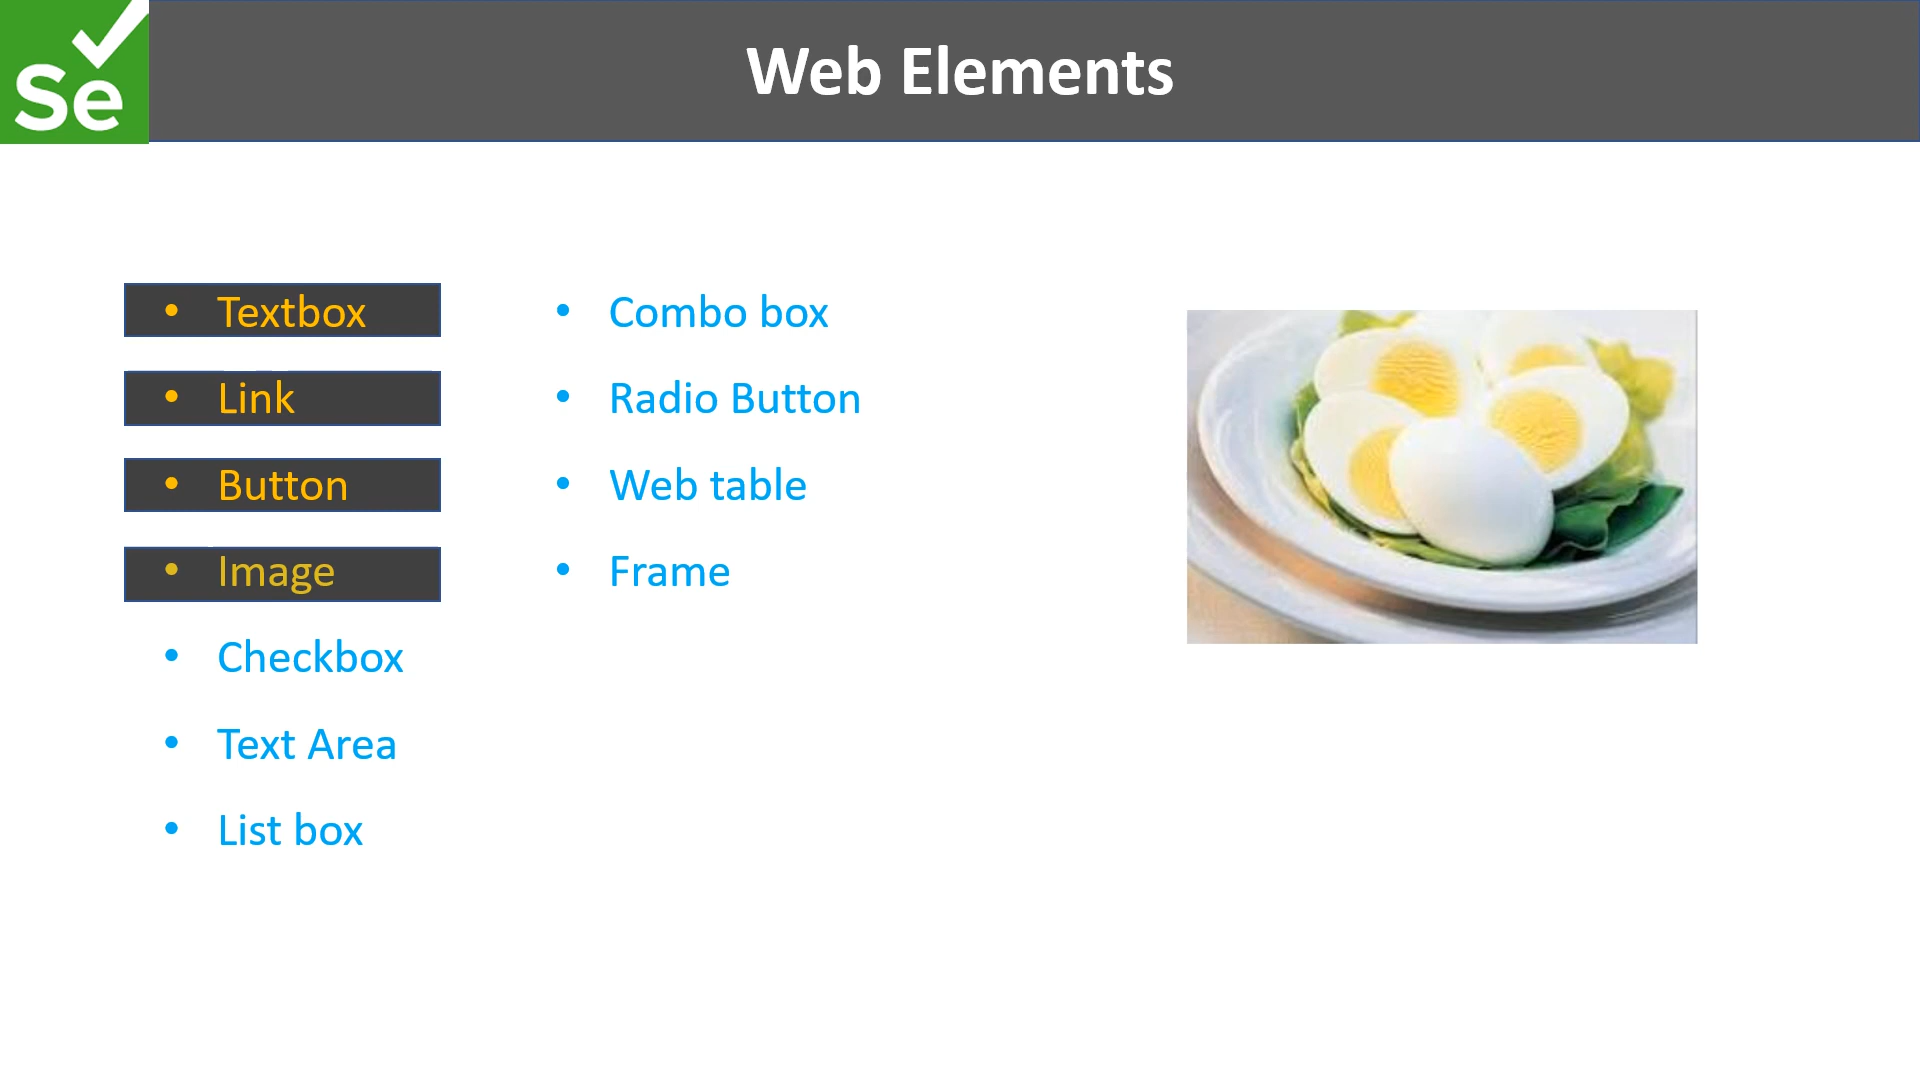 Se
Web Elements
• Textbox
• Link
• Button
• Image
• Checkbox
• Text Area
• List box
• Combo box
• Radio Button
• Web table
• Frame